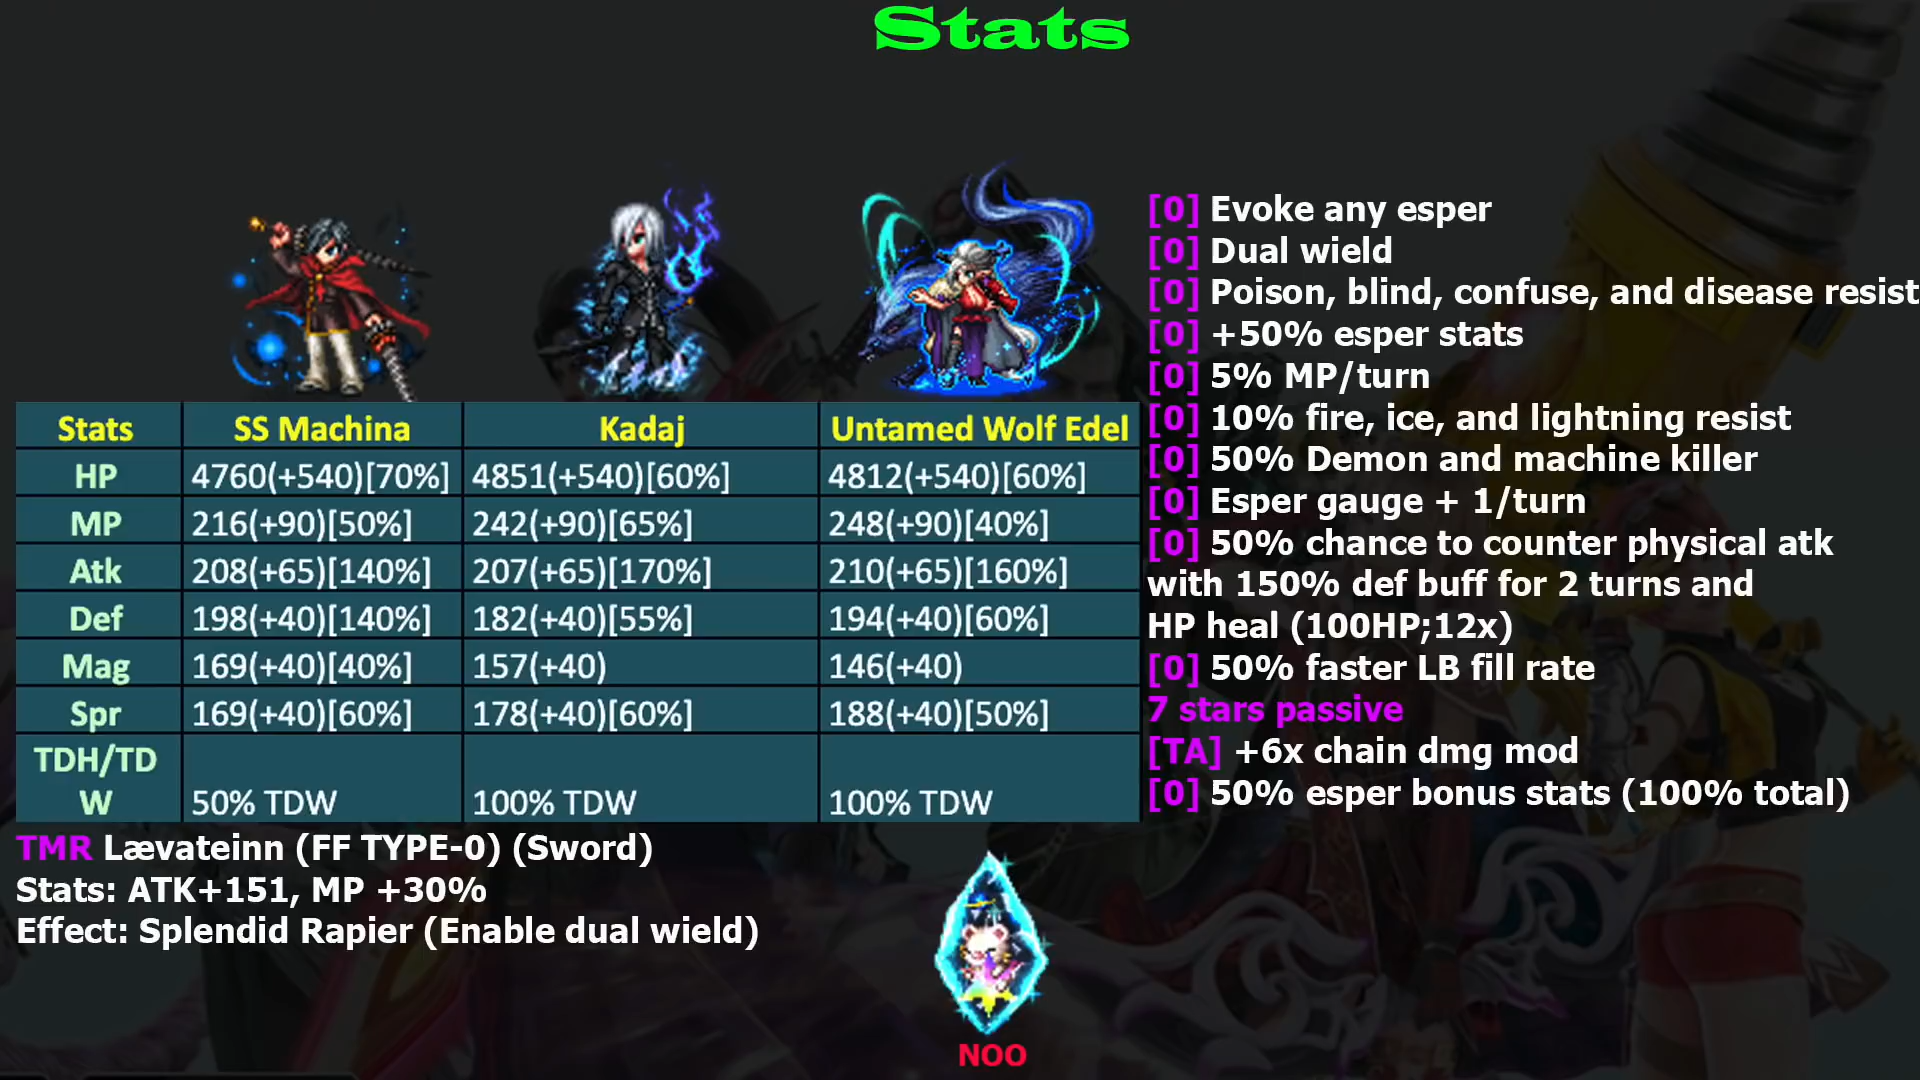 Stats
Stats SS Machina Kadaj Untamed Wolf Edel
HP 4760(+540)[70%] 4851(+540)[60%] 4812(+540)[60%]
MP 216(+90)[50%] 242(+90)[65%] 248(+90)[40%]
Atk 208(+65)[140%] 207(+65)[170%] 210(+65)[160%]
Def 198(+40)[140%] 182(+40)[55%] 194(+40)[60%]
Mag 169(+40)[40%] 157(+40) 146(+40)
Spr 169(+40)[60%] 178(+40)[60%] 188(+40)[50%]
TDH/TD
W 50% TDW 100% TDW 100% TDW
TMR Lævateinn (FF TYPE-0) (Sword)
Stats: ATK+151, MP +30%
Effect: Splendid Rapier (Enable dual wield)
[0] Evoke any esper
[0] Dual wield
[0] Poison, blind, confuse, and disease resist
[0] +50% esper stats
[0] 5% MP/turn
[0] 10% fire, ice, and lightning resist
[0] 50% Demon and machine killer
[0] Esper gauge + 1/turn
[0] 50% chance to counter physical atk
with 150% def buff for 2 turns and
HP heal (100HP;12x)
[0] 50% faster LB fill rate
7 stars passive
[TA] +6x chain dmg mod
[0] 50% esper bonus stats (100% total)
NOO